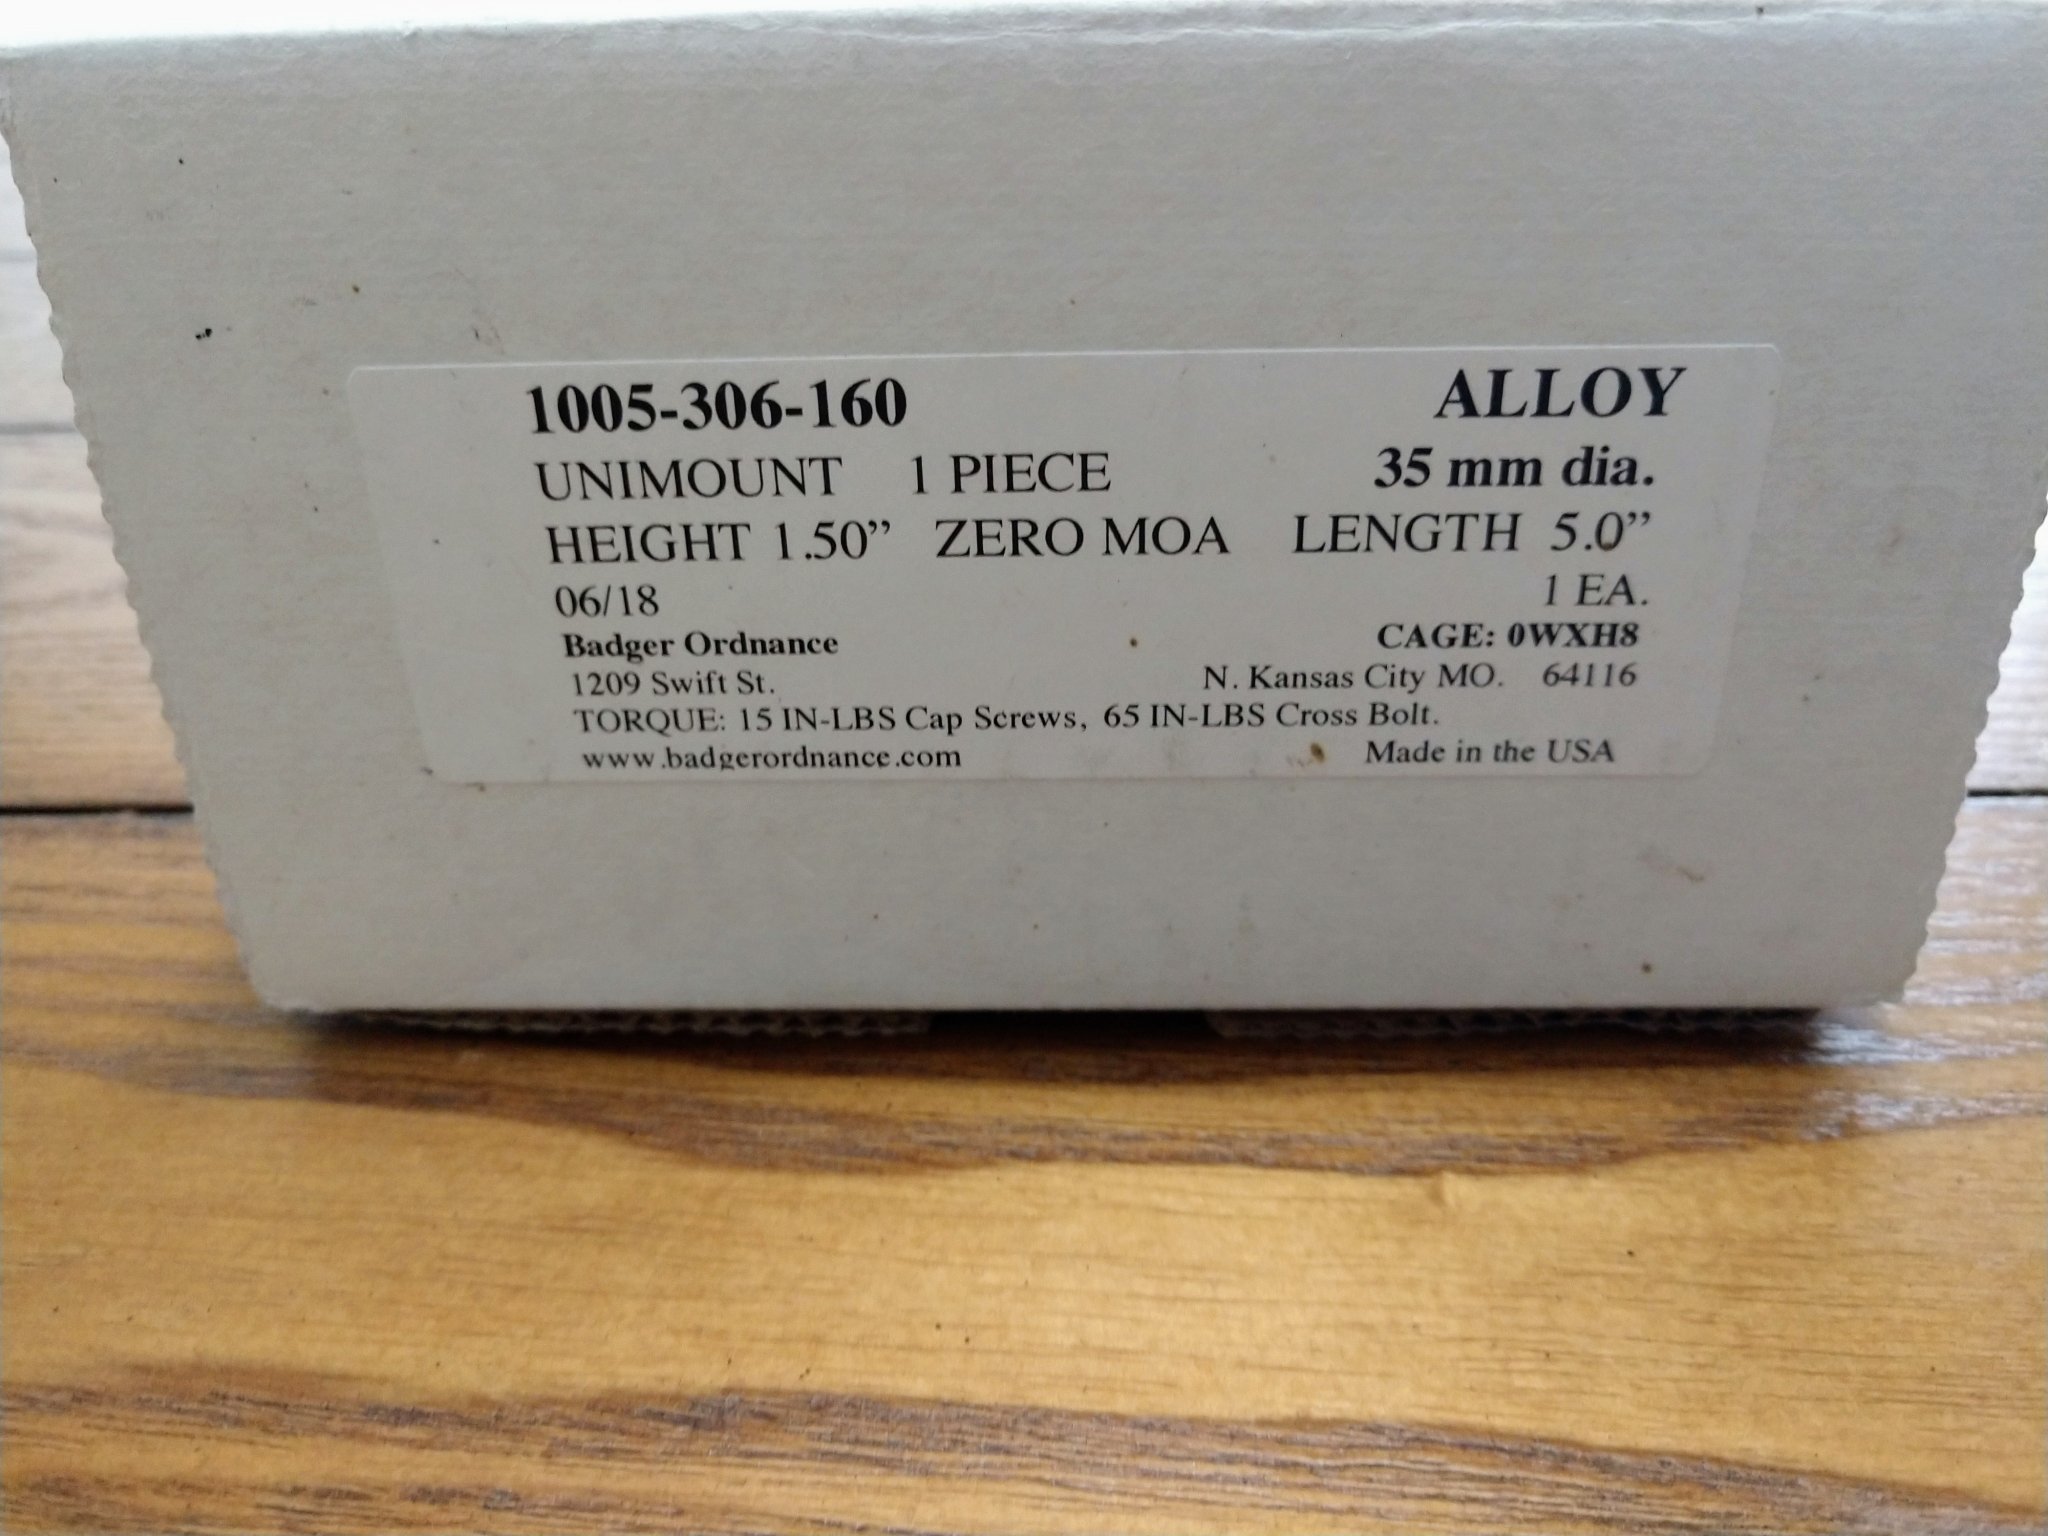 1005-306-160 ALLOY
UNIMOUNT 1 PIECE 35 mm dia.
HEIGHT 1.50” ZERO MOA LENGTH 5.0”
06/18 1 EA.
Badger Ordnance CAGE: 0WXH8
1209 Swift St. N. Kansas City MO. 64116
TORQUE: 15 IN-LBS Cap Screws, 65 IN-LBS Cross Bolt.
www.badgerordnance.com Made in the USA